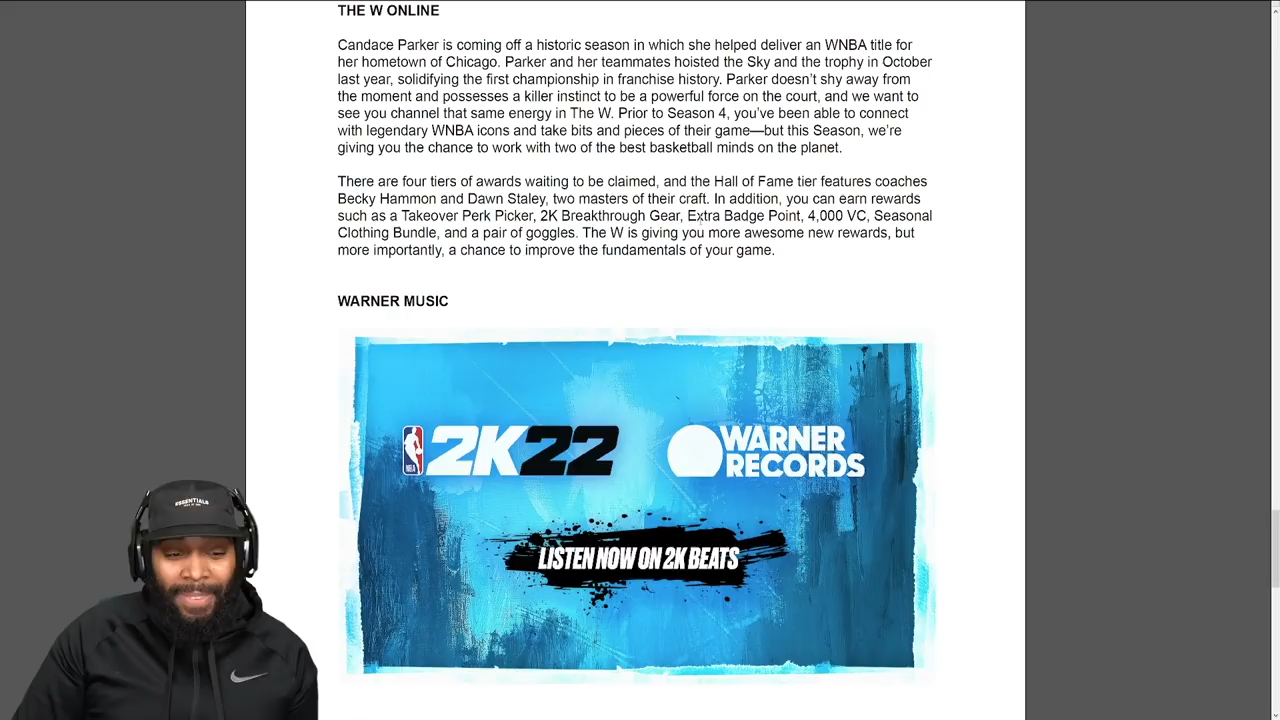 THE W ONLINE
Candace Parker is coming off a historic season in which she helped deliver an WNBA title for
her hometown of Chicago. Parker and her teammates hoisted the Sky and the trophy in October
last year, solidifying the first championship in franchise history. Parker doesn't shy away from
the moment and possesses a killer instinct to be a powerful force on the court, and we want to
see you channel that same energy in The W. Prior to Season 4, you've been able to connect
with legendary WNBA icons and take bits and pieces of their game—but this Season, we're
giving you the chance to work with two of the best basketball minds on the planet.
There are four tiers of awards waiting to be claimed, and the Hall of Fame tier features coaches
Becky Hammon and Dawn Staley, two masters of their craft. In addition, you can earn rewards
such as a Takeover Perk Picker, 2K Breakthrough Gear, Extra Badge Point, 4,000 VC, Seasonal
Clothing Bundle, and a pair of goggles. The W is giving you more awesome new rewards, but
more importantly, a chance to improve the fundamentals of your game.
WARNER MUSIC
NBA 2K22
WARNER
RECORDS
LISTEN NOW ON 2K BEATS
ESSENTIALS